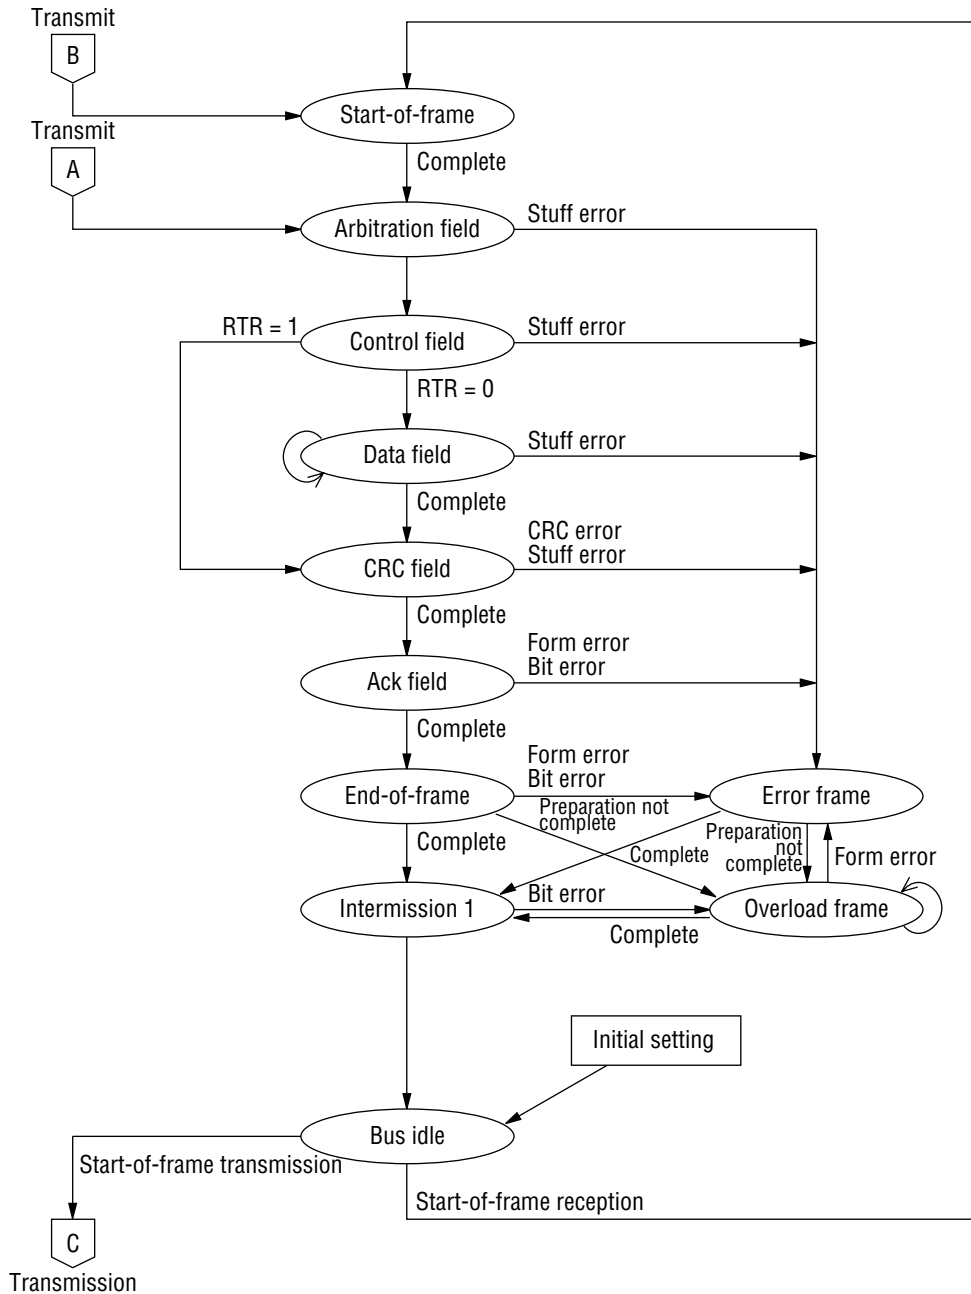 Transmit
B
Start-of-frame
Transmit
Complete
A
Stuff error
Arbitration field
RTR = 1
Stuff error
Control field
RTR = 0
Stuff error
Data field
Complete
CRC error
Stuff error
CRC field
Complete
Form error
Bit error
Ack field
Complete
Form error
Bit error
End-of-frame
Error frame
Preparation not
complete
Preparation
not
complete
Complete
Complete
Form error
Bit error
Intermission 1
Overload frame
Complete
Initial setting
Bus idle
Start-of-frame transmission
Start-of-frame reception
C
Transmission